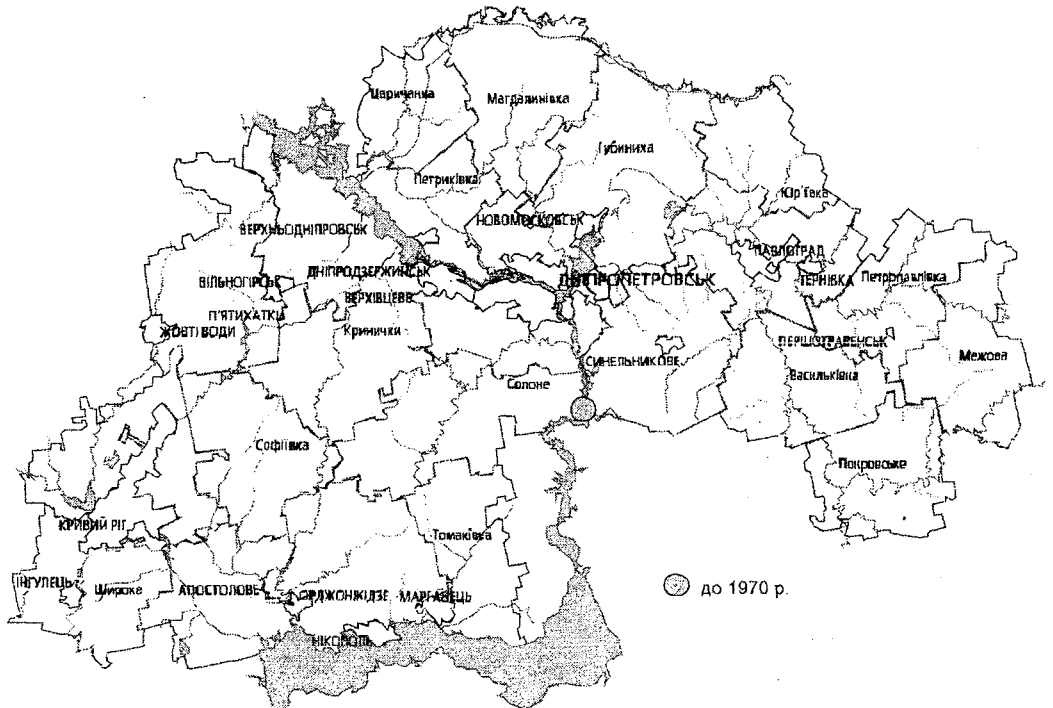 Царичанка
Магдалинівка
Губиниха
Петриківка
Юр'ївка
НОВОМОСКОВСЬК
ВЕРХНЬОДНІПРОВСЬК
ПАВЛОГРАД
ДНІПРОДЗЕРЖИНСЬК
ДНІПРОПЕТРОВСЬК
ТЕРНІВКА
Петропавлівка
ВІЛЬНОГІРСЬК
ВЕРХІВЦЕВЕ
П'ЯТИХАТКИ
ЖОВТІ ВОДИ
Кринички
ПЕРШОТРАВЕНСЬК
Межова
СИНЕЛЬНИКОВЕ
Васильківка
Солоне
Софіївка
Покровське
КРИВИЙ РІГ
Томаківка
ІНГУЛЕЦЬ
Широке
АПОСТОЛОВЕ
ОРДЖОНІКІДЗЕ
МАРГАНЕЦЬ
до 1970 р.
НІКОПОЛЬ